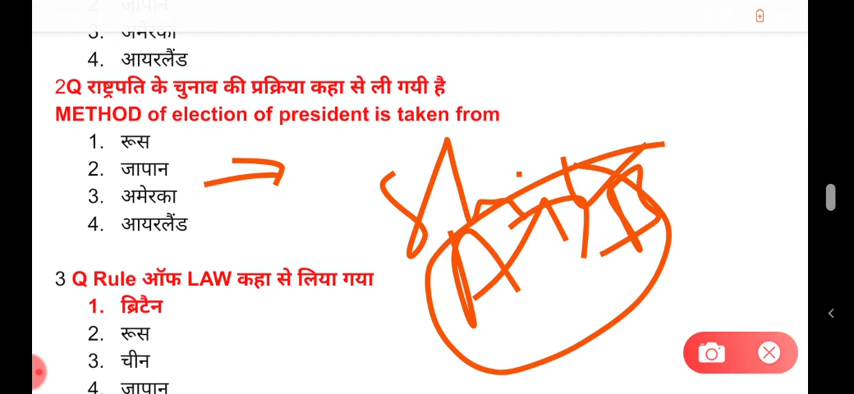 4. आयरलैंड
2Q राष्ट्रपति के चुनाव की प्रक्रिया कहा से ली गयी है
METHOD of election of president is taken from
1. रूस
2. जापान
3. अमेरका
4. आयरलैंड
3 Q Rule ऑफ LAW कहा से लिया गया
1. ब्रिटैन
2. रूस
3. चीन
4. जापान